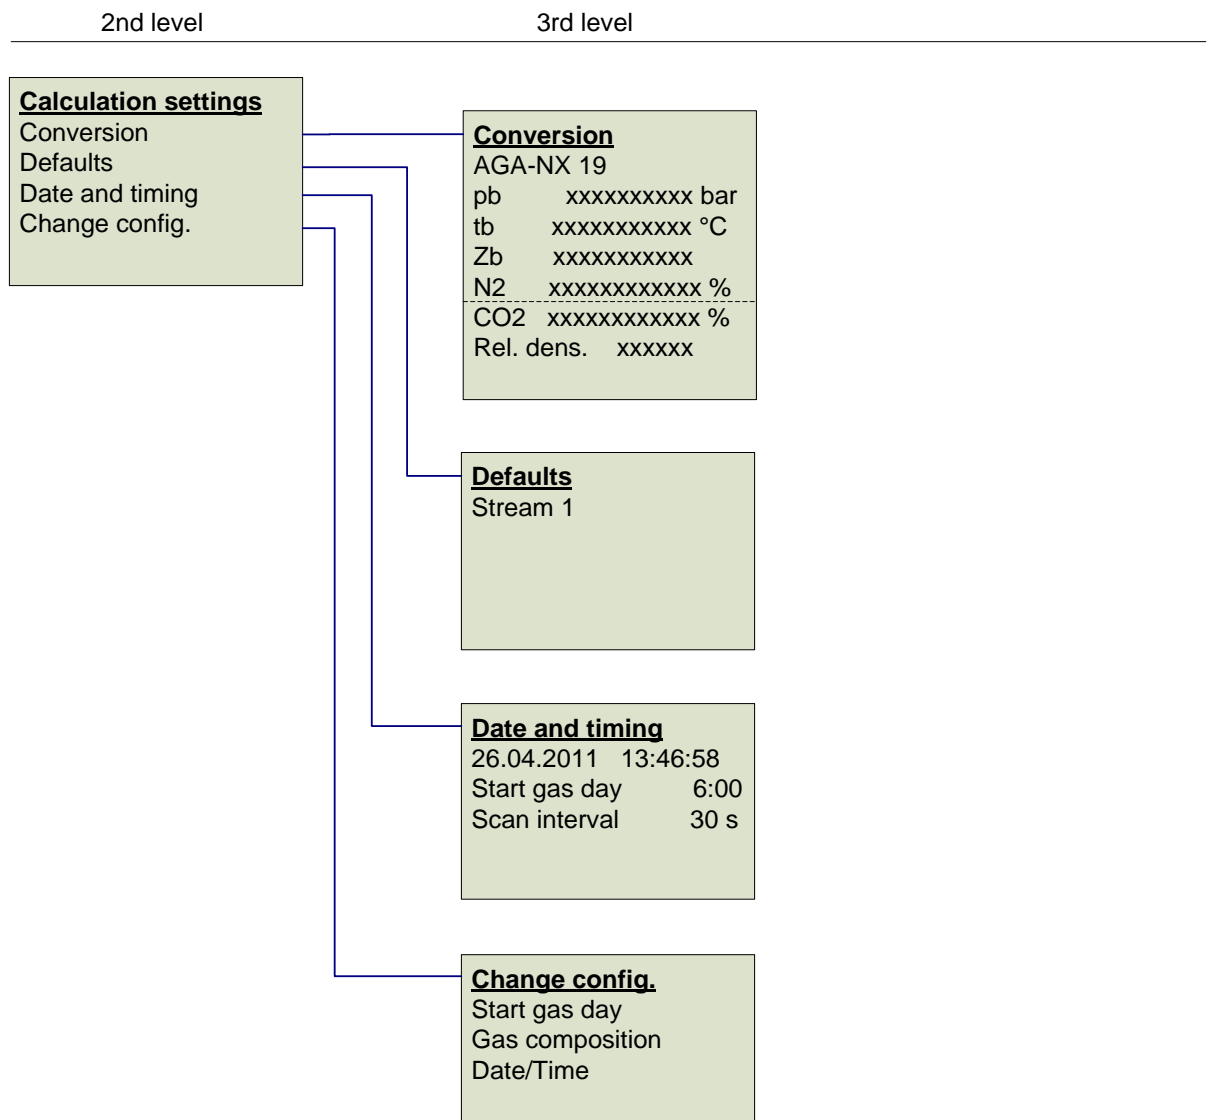 2nd level
3rd level
Calculation settings
Conversion
Defaults
Date and timing
Change config.
Conversion
AGA-NX 19
pb xxxxxxxxxx bar
tb xxxxxxxxxxx °C
Zb xxxxxxxxxxx
N2 xxxxxxxxxxxx %
CO2 xxxxxxxxxxxx %
Rel. dens. xxxxxx
Defaults
Stream 1
Date and timing
26.04.2011 13:46:58
Start gas day 6:00
Scan interval 30 s
Change config.
Start gas day
Gas composition
Date/Time